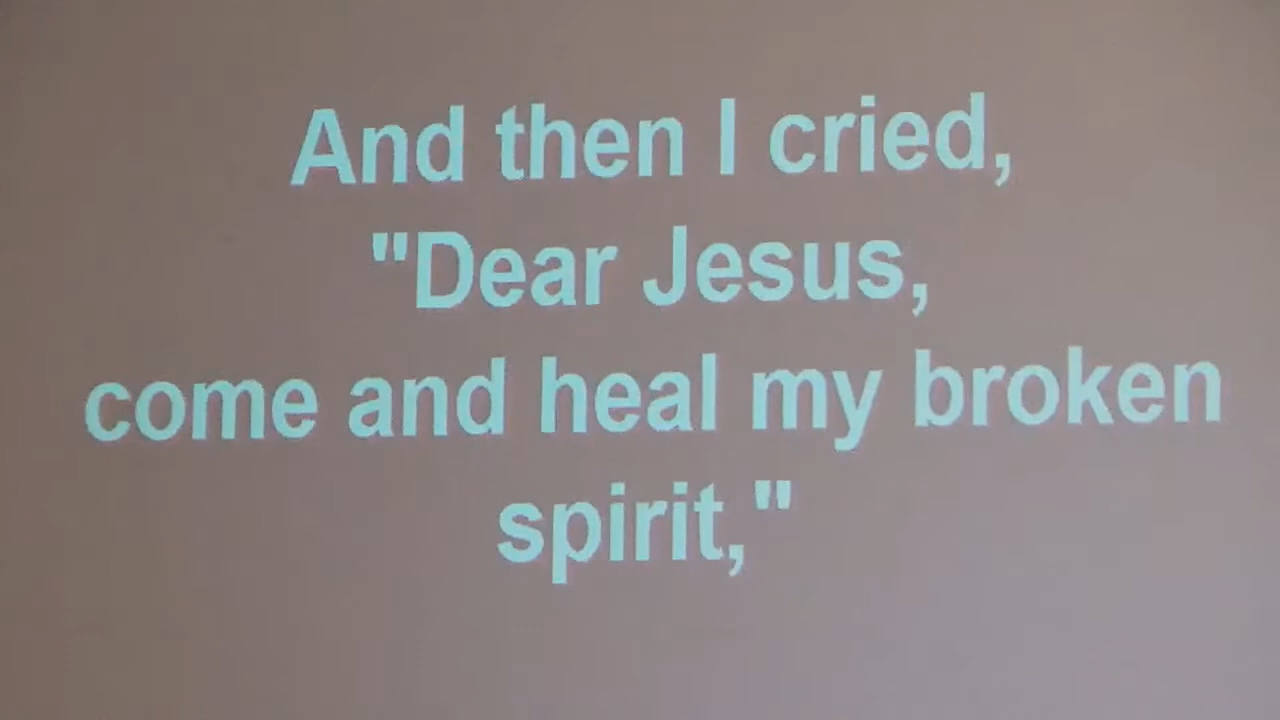 And then I cried,
"Dear Jesus,
come and heal my broken
spirit,"